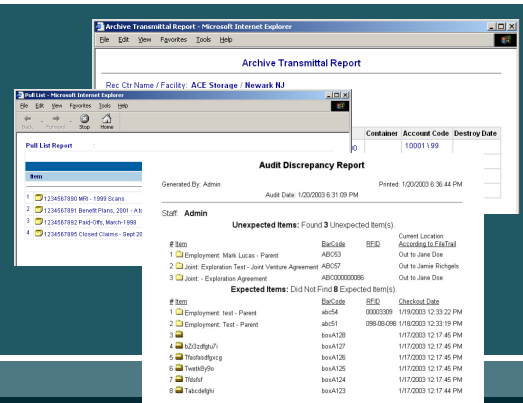 Archive Transmittal Report - Microsoft Internet Explorer
File Edit View Favorites Tools Help
Archive Transmittal Report
Rec Ctr Name / Facility: ACE Storage / Newark NJ
Container Account Code Destroy Date
10001 \ 99
Pull List - Microsoft Internet Explorer
File Edit View Favorites Tools Help
Back Forward Stop Home
Pull List Report
Item
1 1234567890 MRI - 1999 Scans
2 1234567891 Benefit Plans, 2001 - A to
3 1234567892 Paid-Offs, March-1998
4 1234567895 Closed Claims - Sept 20
Audit Discrepancy Report
Generated By: Admin Printed: 1/20/2003 6:36:44 PM
Audit Date: 1/20/2003 6:31:09 PM
Staff: Admin
Unexpected Items: Found 3 Unexpected Item(s).
Current Location
# Item BarCode RFID According to FileTrail
1 Employment: Mark Lucas - Parent ABC53 Out to Jane Doe
2 Joint: Exploration Test - Joint Venture Agreement ABC57 Out to Jamie Richgels
3 Joint: - Exploration Agreement ABC000000086 Out to Jane Doe
Expected Items: Did Not Find 8 Expected Item(s).
# Item BarCode RFID Checkout Date
1 Employment: test - Parent abc54 00003309 1/19/2003 12:33:22 PM
2 Employment: Test - Parent abc51 098-08-098 1/18/2003 12:33:19 PM
3 boxA128 1/17/2003 12:17:45 PM
4 boxA127 1/17/2003 12:17:45 PM
5 boxA126 1/17/2003 12:17:45 PM
6 TwetkBy9o boxA125 1/17/2003 12:17:45 PM
7 Tfdsfsf boxA124 1/17/2003 12:17:45 PM
8 Tabcdefghi boxA123 1/17/2003 12:17:44 PM